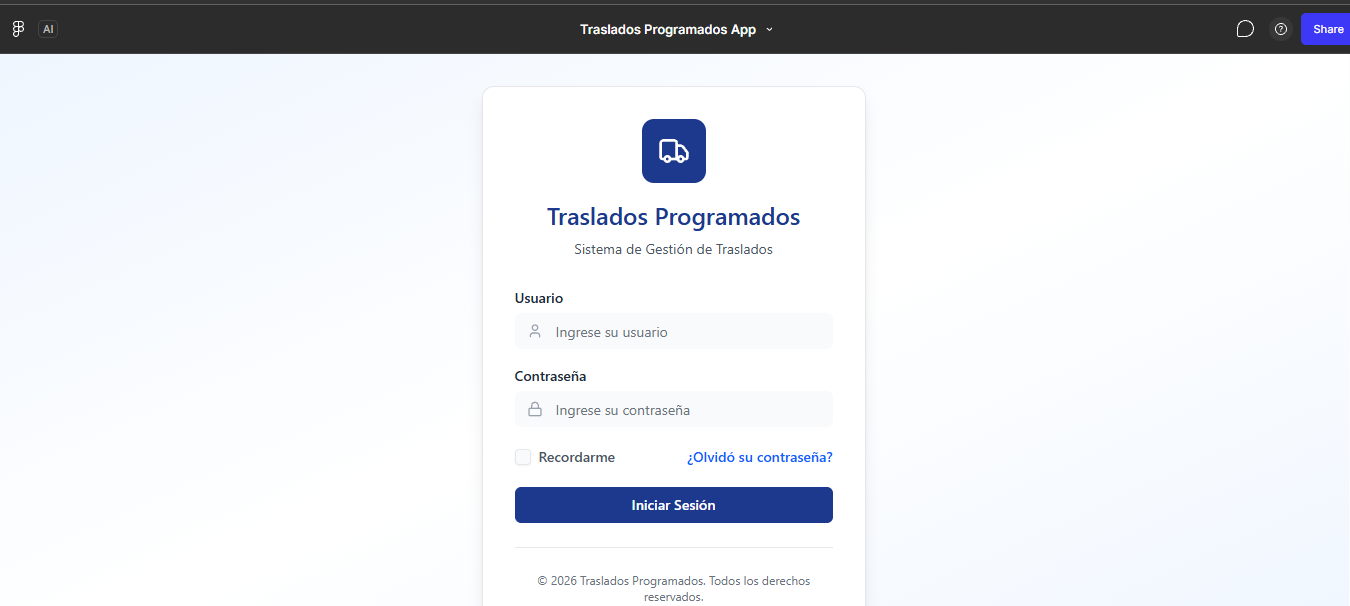 AI
Traslados Programados App
Share
Traslados Programados
Sistema de Gestión de Traslados
Usuario
Ingrese su usuario
Contraseña
Ingrese su contraseña
Recordarme
¿Olvidó su contraseña?
Iniciar Sesión
© 2026 Traslados Programados. Todos los derechos
reservados.